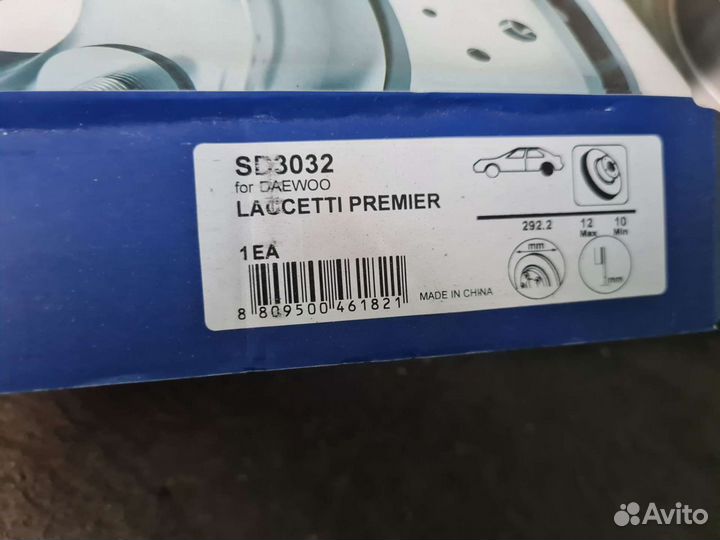 SD3032
for DAEWOO
LACCETTI PREMIER
1EA
8 809500 461821
MADE IN CHINA
292.2 12 10
Max Min
mm
mm
Avito